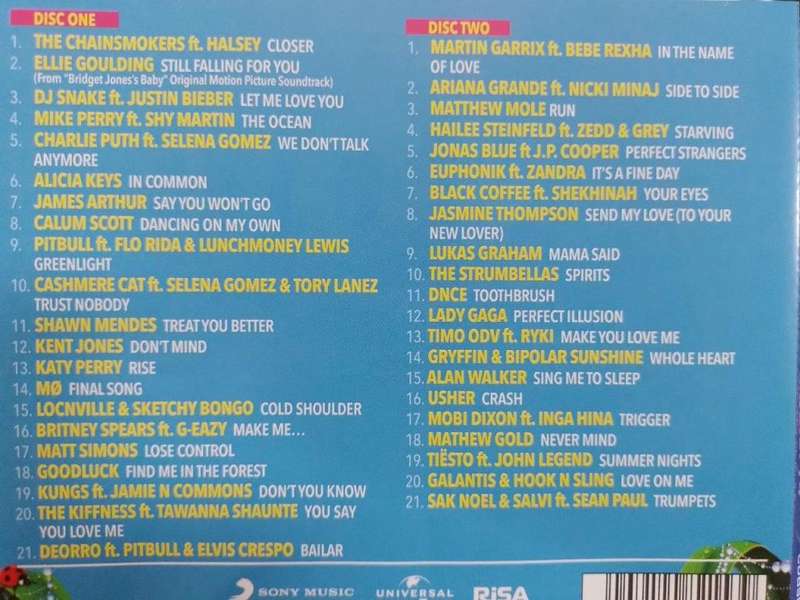 DISC ONE
1. THE CHAINSMOKERS ft. HALSEY CLOSER
2. ELLIE GOULDING STILL FALLING FOR YOU
(From "Bridget Jones's Baby" Original Motion Picture Soundtrack)
3. DJ SNAKE ft. JUSTIN BIEBER LET ME LOVE YOU
4. MIKE PERRY ft. SHY MARTIN THE OCEAN
5. CHARLIE PUTH ft. SELENA GOMEZ WE DON'T TALK
ANYMORE
6. ALICIA KEYS IN COMMON
7. JAMES ARTHUR SAY YOU WON'T GO
8. CALUM SCOTT DANCING ON MY OWN
9. PITBULL ft. FLO RIDA & LUNCHMONEY LEWIS
GREENLIGHT
10. CASHMERE CAT ft. SELENA GOMEZ & TORY LANEZ
TRUST NOBODY
11. SHAWN MENDES TREAT YOU BETTER
12. KENT JONES DON'T MIND
13. KATY PERRY RISE
14. MØ FINAL SONG
15. LOCNVILLE & SKETCHY BONGO COLD SHOULDER
16. BRITNEY SPEARS ft. G-EAZY MAKE ME...
17. MATT SIMONS LOSE CONTROL
18. GOODLUCK FIND ME IN THE FOREST
19. KUNGS ft. JAMIE N COMMONS DON'T YOU KNOW
20. THE KIFFNESS ft. TAWANNA SHAUNTE YOU SAY
YOU LOVE ME
21. DEORRO ft. PITBULL & ELVIS CRESPO BAILAR
DISC TWO
1. MARTIN GARRIX ft. BEBE REXHA IN THE NAME
OF LOVE
2. ARIANA GRANDE ft. NICKI MINAJ SIDE TO SIDE
3. MATTHEW MOLE RUN
4. HAILEE STEINFELD ft. ZEDD & GREY STARVING
5. JONAS BLUE ft J.P. COOPER PERFECT STRANGERS
6. EUPHONIK ft. ZANDRA IT'S A FINE DAY
7. BLACK COFFEE ft. SHEKHINAH YOUR EYES
8. JASMINE THOMPSON SEND MY LOVE (TO YOUR
NEW LOVER)
9. LUKAS GRAHAM MAMA SAID
10. THE STRUMBELLAS SPIRITS
11. DNCE TOOTHBRUSH
12. LADY GAGA PERFECT ILLUSION
13. TIMO ODV ft. RYKI MAKE YOU LOVE ME
14. GRYFFIN & BIPOLAR SUNSHINE WHOLE HEART
15. ALAN WALKER SING ME TO SLEEP
16. USHER CRASH
17. MOBI DIXON ft. INGA HINA TRIGGER
18. MATHEW GOLD NEVER MIND
19. TIËSTO ft. JOHN LEGEND SUMMER NIGHTS
20. GALANTIS & HOOK N SLING LOVE ON ME
21. SAK NOEL & SALVI ft. SEAN PAUL TRUMPETS
SONY MUSIC UNIVERSAL RiSA